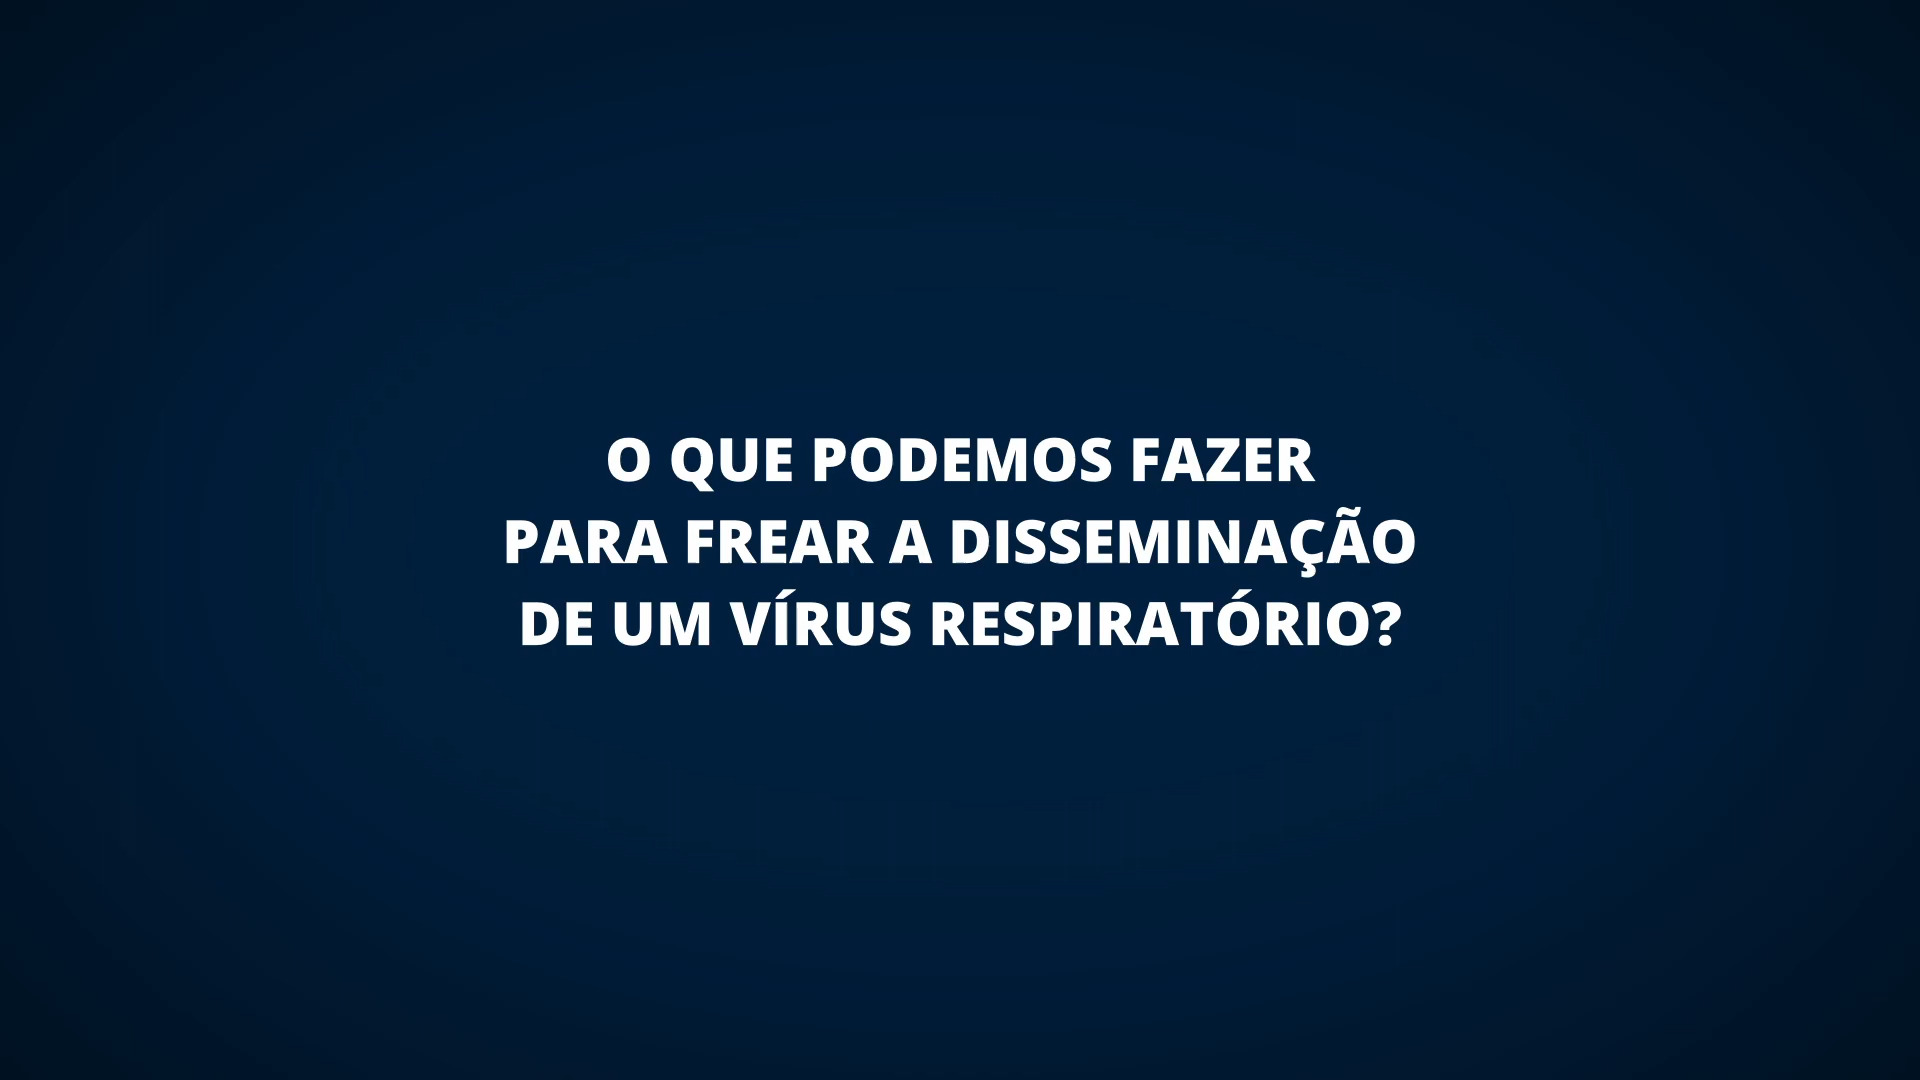 O QUE PODEMOS FAZER
PARA FREAR A DISSEMINAÇÃO
DE UM VÍRUS RESPIRATÓRIO?